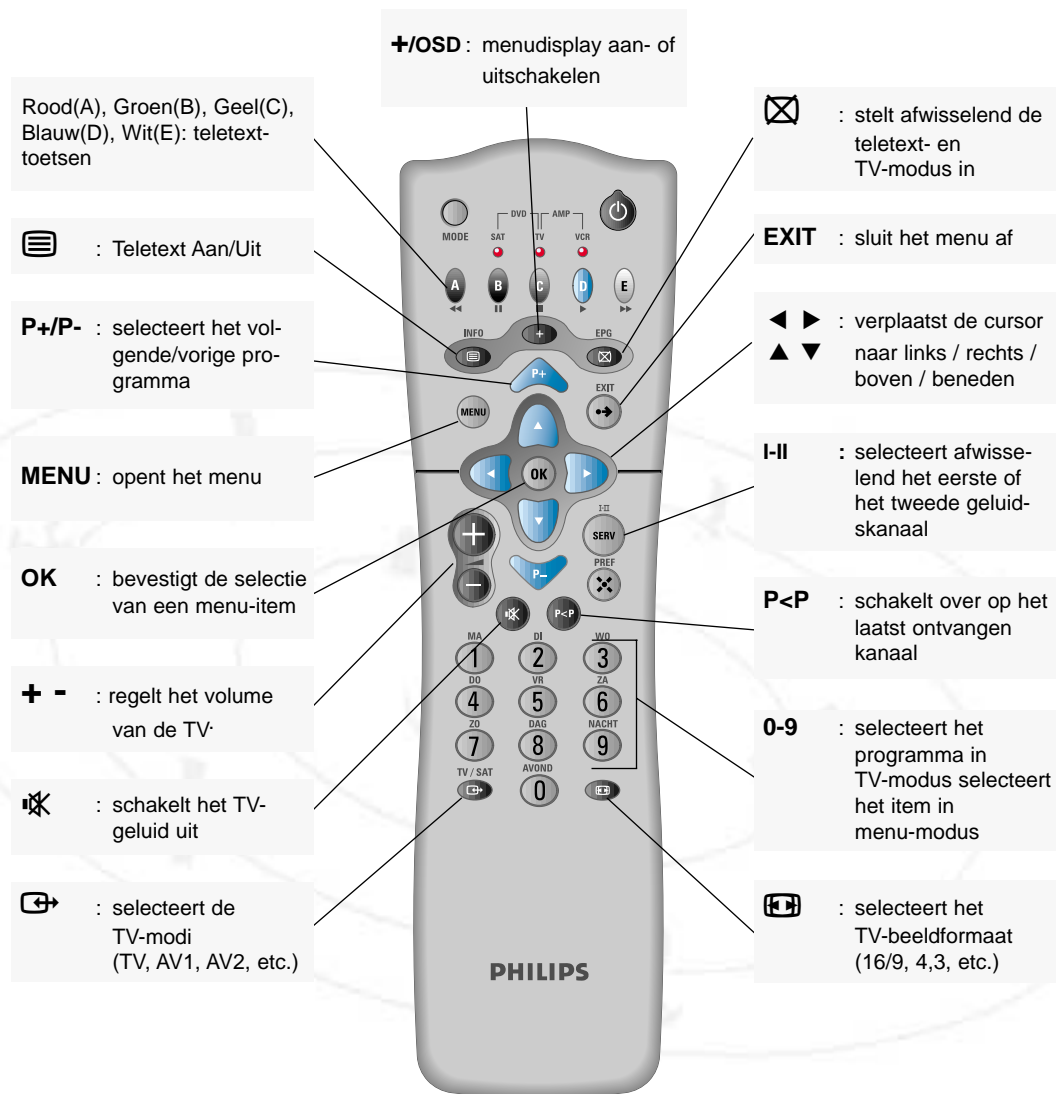 +/OSD : menudisplay aan- of
uitschakelen
Rood(A), Groen(B), Geel(C),
Blauw(D), Wit(E): teletext-
toetsen
: Teletext Aan/Uit
P+/P- : selecteert het vol-
gende/vorige pro-
gramma
MENU : opent het menu
OK : bevestigt de selectie
van een menu-item
+ - : regelt het volume
van de TV.
: schakelt het TV-
geluid uit
: selecteert de
TV-modi
(TV, AV1, AV2, etc.)
DVD AMP
MODE SAT TV VCR
A B C D E
INFO + EPG
P+
MENU EXIT
OK
I-II
+ SERV
P- PREF
-
P<P
MA DI WO
1 2 3
DO VR ZA
4 5 6
ZO DAG NACHT
7 8 9
TV / SAT AVOND
0
PHILIPS
: stelt afwisselend de
teletext- en
TV-modus in
EXIT : sluit het menu af
◀ ▶ : verplaatst de cursor
▲ ▼ naar links / rechts /
boven / beneden
I-II : selecteert afwisse-
lend het eerste of
het tweede geluid-
skanaal
P<P : schakelt over op het
laatst ontvangen
kanaal
0-9 : selecteert het
programma in
TV-modus selecteert
het item in
menu-modus
: selecteert het
TV-beeldformaat
(16/9, 4,3, etc.)